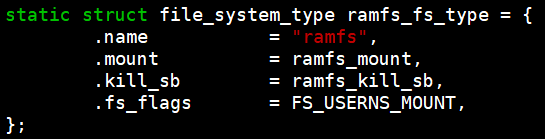 static struct file_system_type ramfs_fs_type = {
        .name           = "ramfs",
        .mount          = ramfs_mount,
        .kill_sb        = ramfs_kill_sb,
        .fs_flags       = FS_USERNS_MOUNT,
};